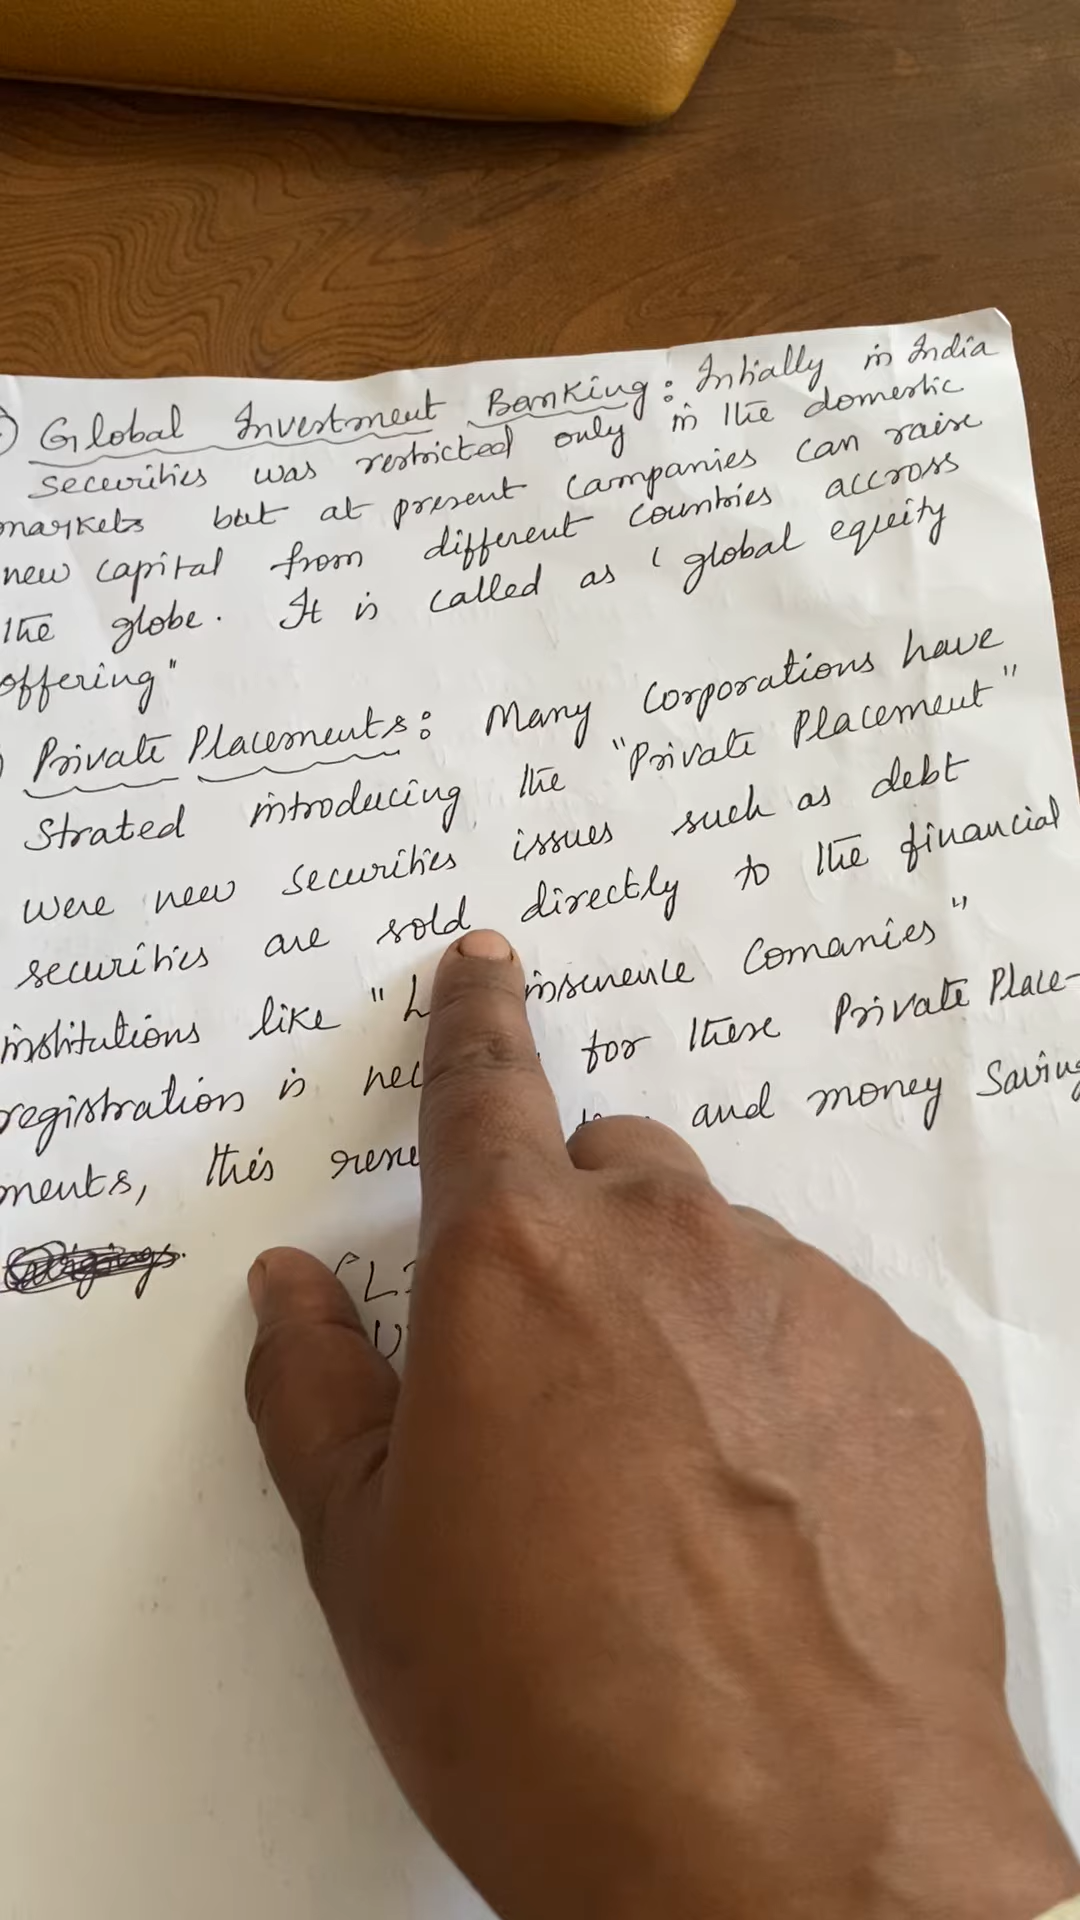 Global Investment Banking: Intially in India
securities was restricted only in the domestic
markets but at present Companies can raise
new capital from different countries accross
the globe. It is called as ' global equity
offering"
Private Placements: Many Corporations have
Strated introducing the "Private Placement"
were new securities issues such as debt
securities are sold directly to the financial
institutions like " Comanies"
registration is for these Private Place-
ments, this and money Saving